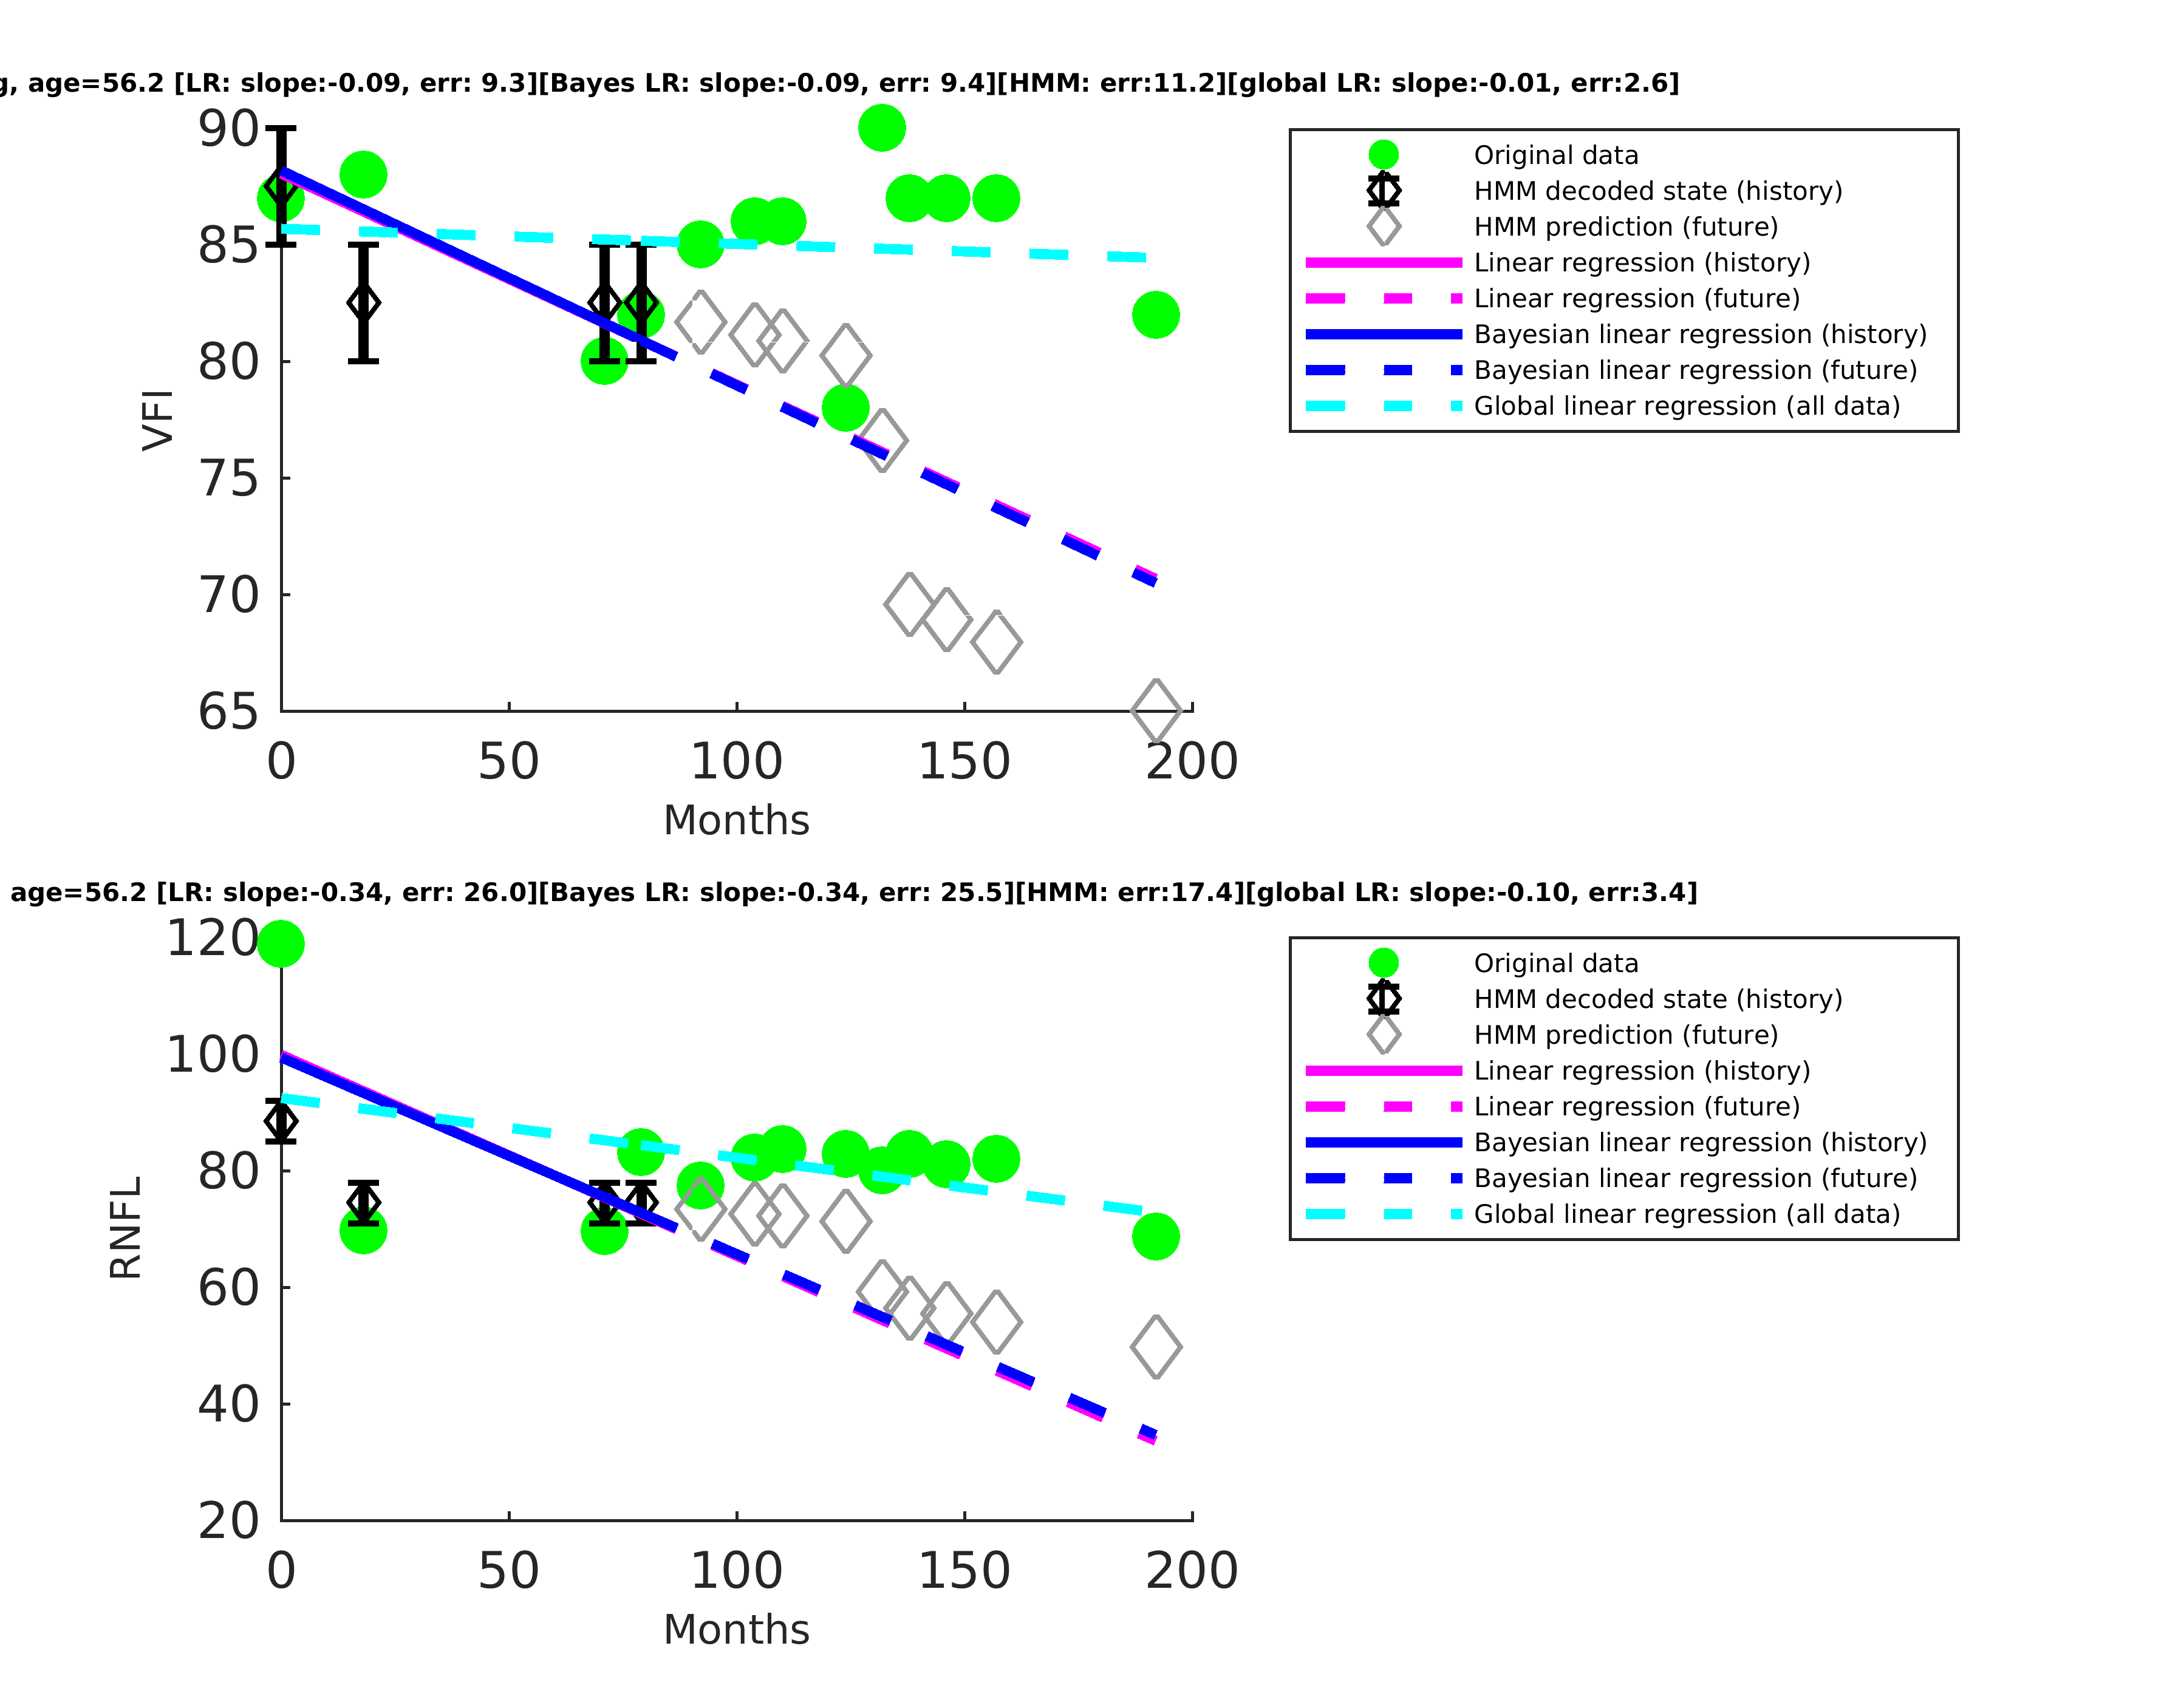 age=56.2 [LR: slope:-0.09, err: 9.3][Bayes LR: slope:-0.09, err: 9.4][HMM: err:11.2][global LR: slope:-0.01, err:2.6]
90
85
80
75
70
65
VFI
0 50 100 150 200
Months
Original data
HMM decoded state (history)
HMM prediction (future)
Linear regression (history)
Linear regression (future)
Bayesian linear regression (history)
Bayesian linear regression (future)
Global linear regression (all data)
age=56.2 [LR: slope:-0.34, err: 26.0][Bayes LR: slope:-0.34, err: 25.5][HMM: err:17.4][global LR: slope:-0.10, err:3.4]
120
100
80
60
40
20
RNFL
0 50 100 150 200
Months
Original data
HMM decoded state (history)
HMM prediction (future)
Linear regression (history)
Linear regression (future)
Bayesian linear regression (history)
Bayesian linear regression (future)
Global linear regression (all data)